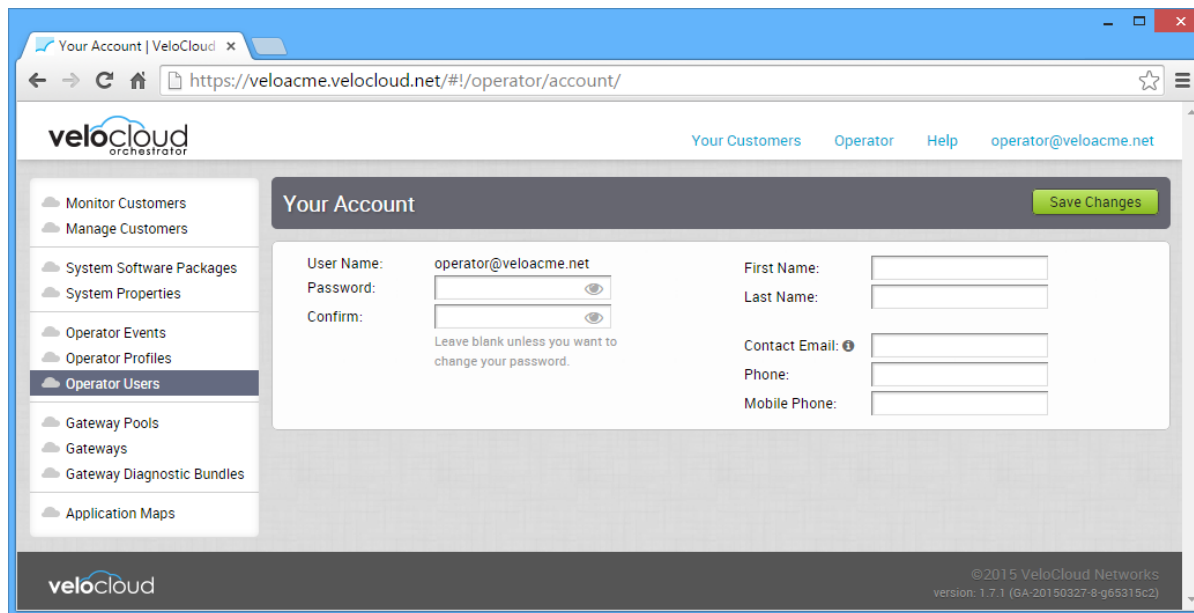 Your Account | VeloCloud
https://veloacme.velocloud.net/#!/operator/account/
velocloud
orchestrator
Your Customers Operator Help operator@veloacme.net
Monitor Customers
Manage Customers
System Software Packages
System Properties
Operator Events
Operator Profiles
Operator Users
Gateway Pools
Gateways
Gateway Diagnostic Bundles
Application Maps
Your Account
Save Changes
User Name: operator@veloacme.net
Password:
Confirm:
Leave blank unless you want to
change your password.
First Name:
Last Name:
Contact Email:
Phone:
Mobile Phone:
velocloud
©2015 VeloCloud Networks
version: 1.7.1 (GA-20150327-8-g65315c2)